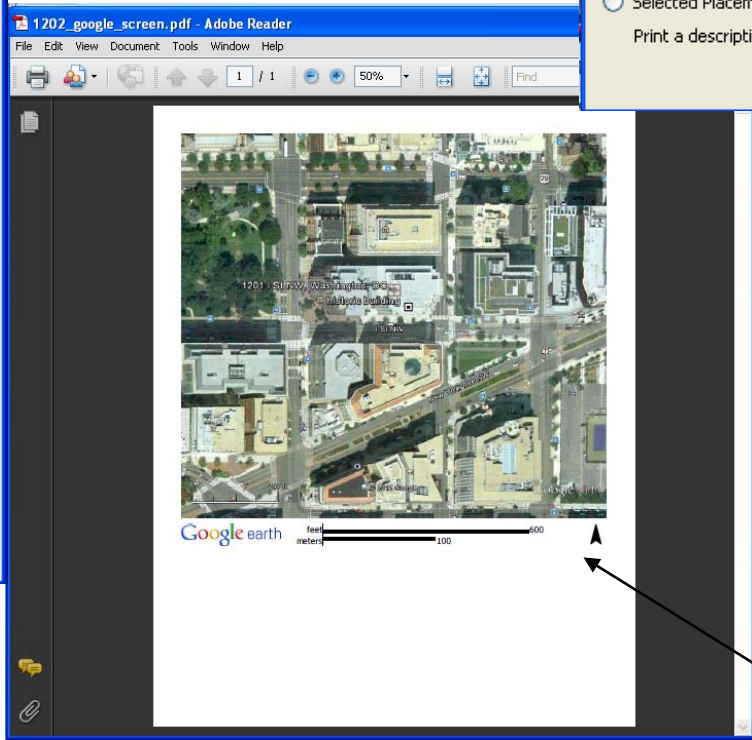 Selected Placem
Print a descripti
1202_google_screen.pdf - Adobe Reader
File Edit View Document Tools Window Help
1 / 1 50% Find
29
1201 I St NW, Washington, DC
historic building
I St NW
Google earth
feet 600
meters 100